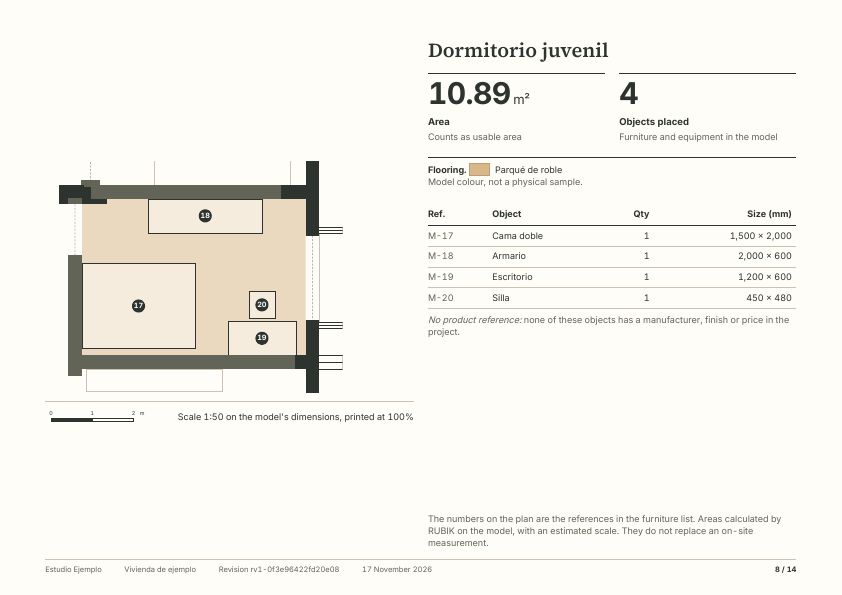 Dormitorio juvenil
10.89 m²
4
Area
Objects placed
Counts as usable area
Furniture and equipment in the model
Flooring. Parqué de roble
Model colour, not a physical sample.
Ref. Object Qty Size (mm)
M-17 Cama doble 1 1,500 × 2,000
M-18 Armario 1 2,000 × 600
M-19 Escritorio 1 1,200 × 600
M-20 Silla 1 450 × 480
No product reference: none of these objects has a manufacturer, finish or price in the
project.
18
17
20
19
0 1 2 m
Scale 1:50 on the model's dimensions, printed at 100%
The numbers on the plan are the references in the furniture list. Areas calculated by
RUBIK on the model, with an estimated scale. They do not replace an on-site
measurement.
Estudio Ejemplo Vivienda de ejemplo Revision rv1-0f3e96422fd20e08 17 November 2026 8 / 14